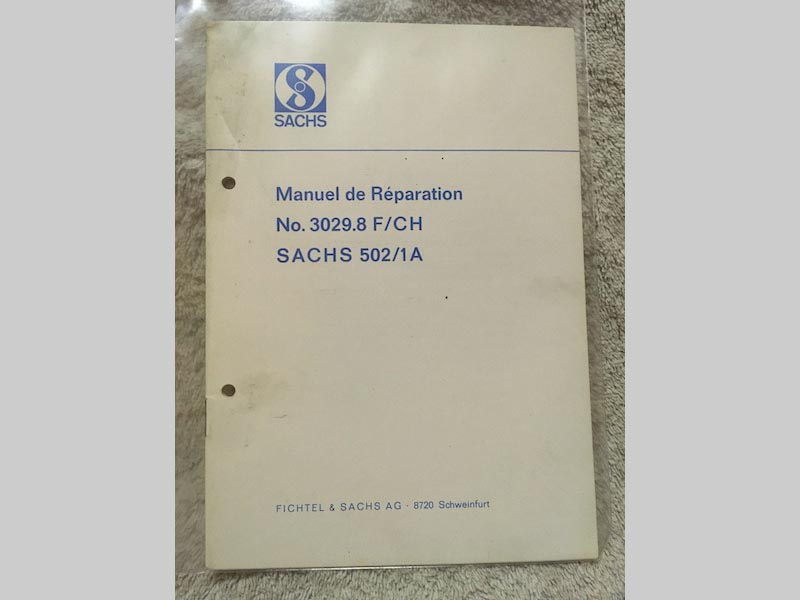 SACHS
Manuel de Réparation
No. 3029.8 F/CH
SACHS 502/1A
FICHTEL & SACHS AG · 8720 Schweinfurt